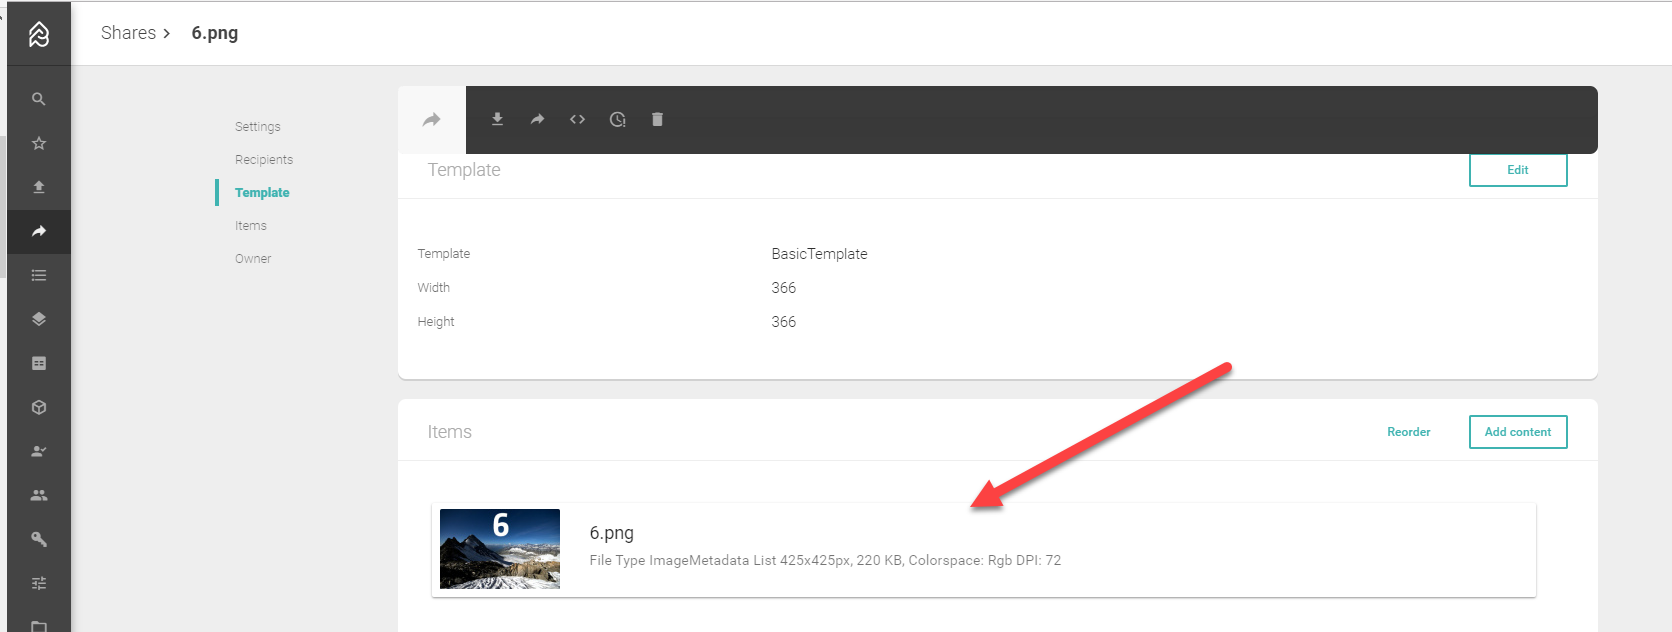 Shares > 6.png
Settings
Recipients
Template
Items
Owner
Template
Edit
Template BasicTemplate
Width 366
Height 366
Items
Reorder
Add content
6
6.png
File Type ImageMetadata List 425x425px, 220 KB, Colorspace: Rgb DPI: 72